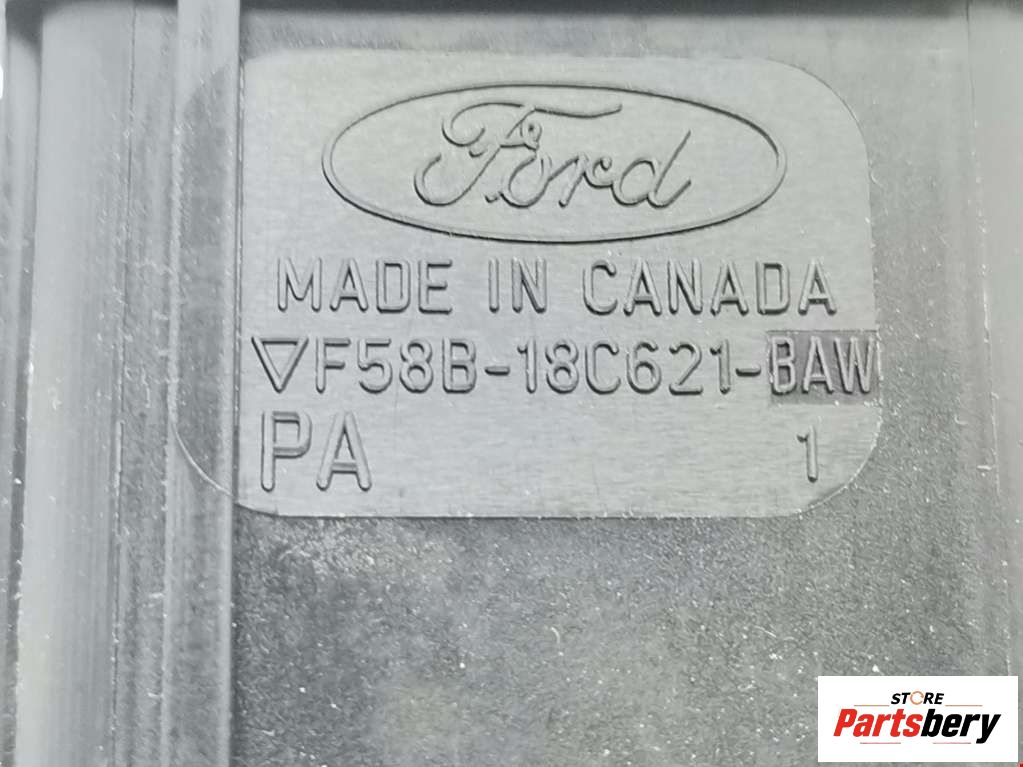 Ford
MADE IN CANADA
▽F58B-18C621-BAW
PA 1
STORE
Partsbery